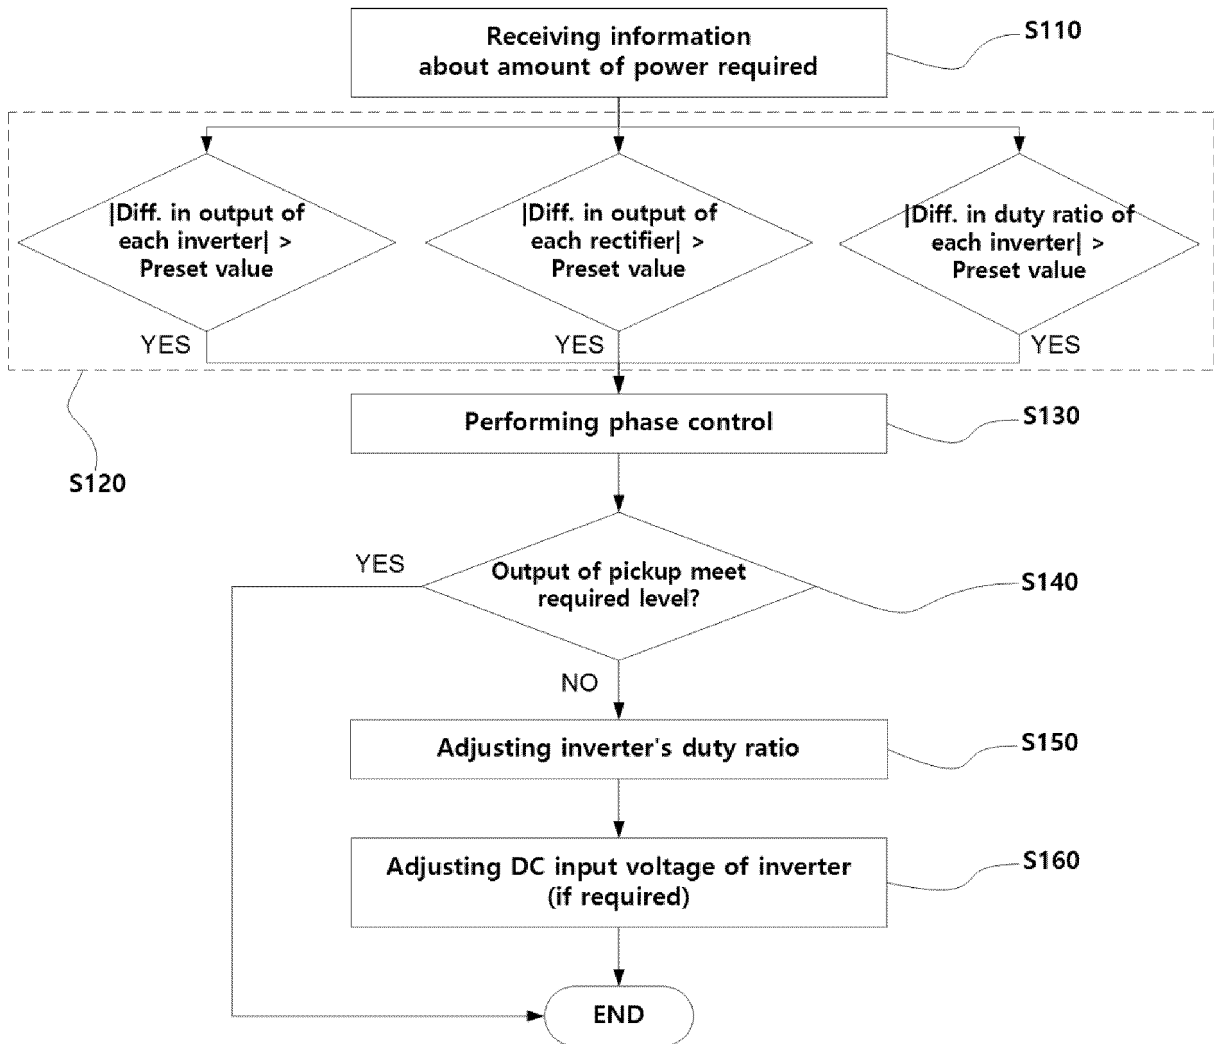 Receiving information
about amount of power required
S110
|Diff. in output of
each inverter| >
Preset value
|Diff. in output of
each rectifier| >
Preset value
|Diff. in duty ratio of
each inverter| >
Preset value
YES
YES
YES
S120
Performing phase control
S130
YES
Output of pickup meet
required level?
S140
NO
Adjusting inverter's duty ratio
S150
Adjusting DC input voltage of inverter
(if required)
S160
END